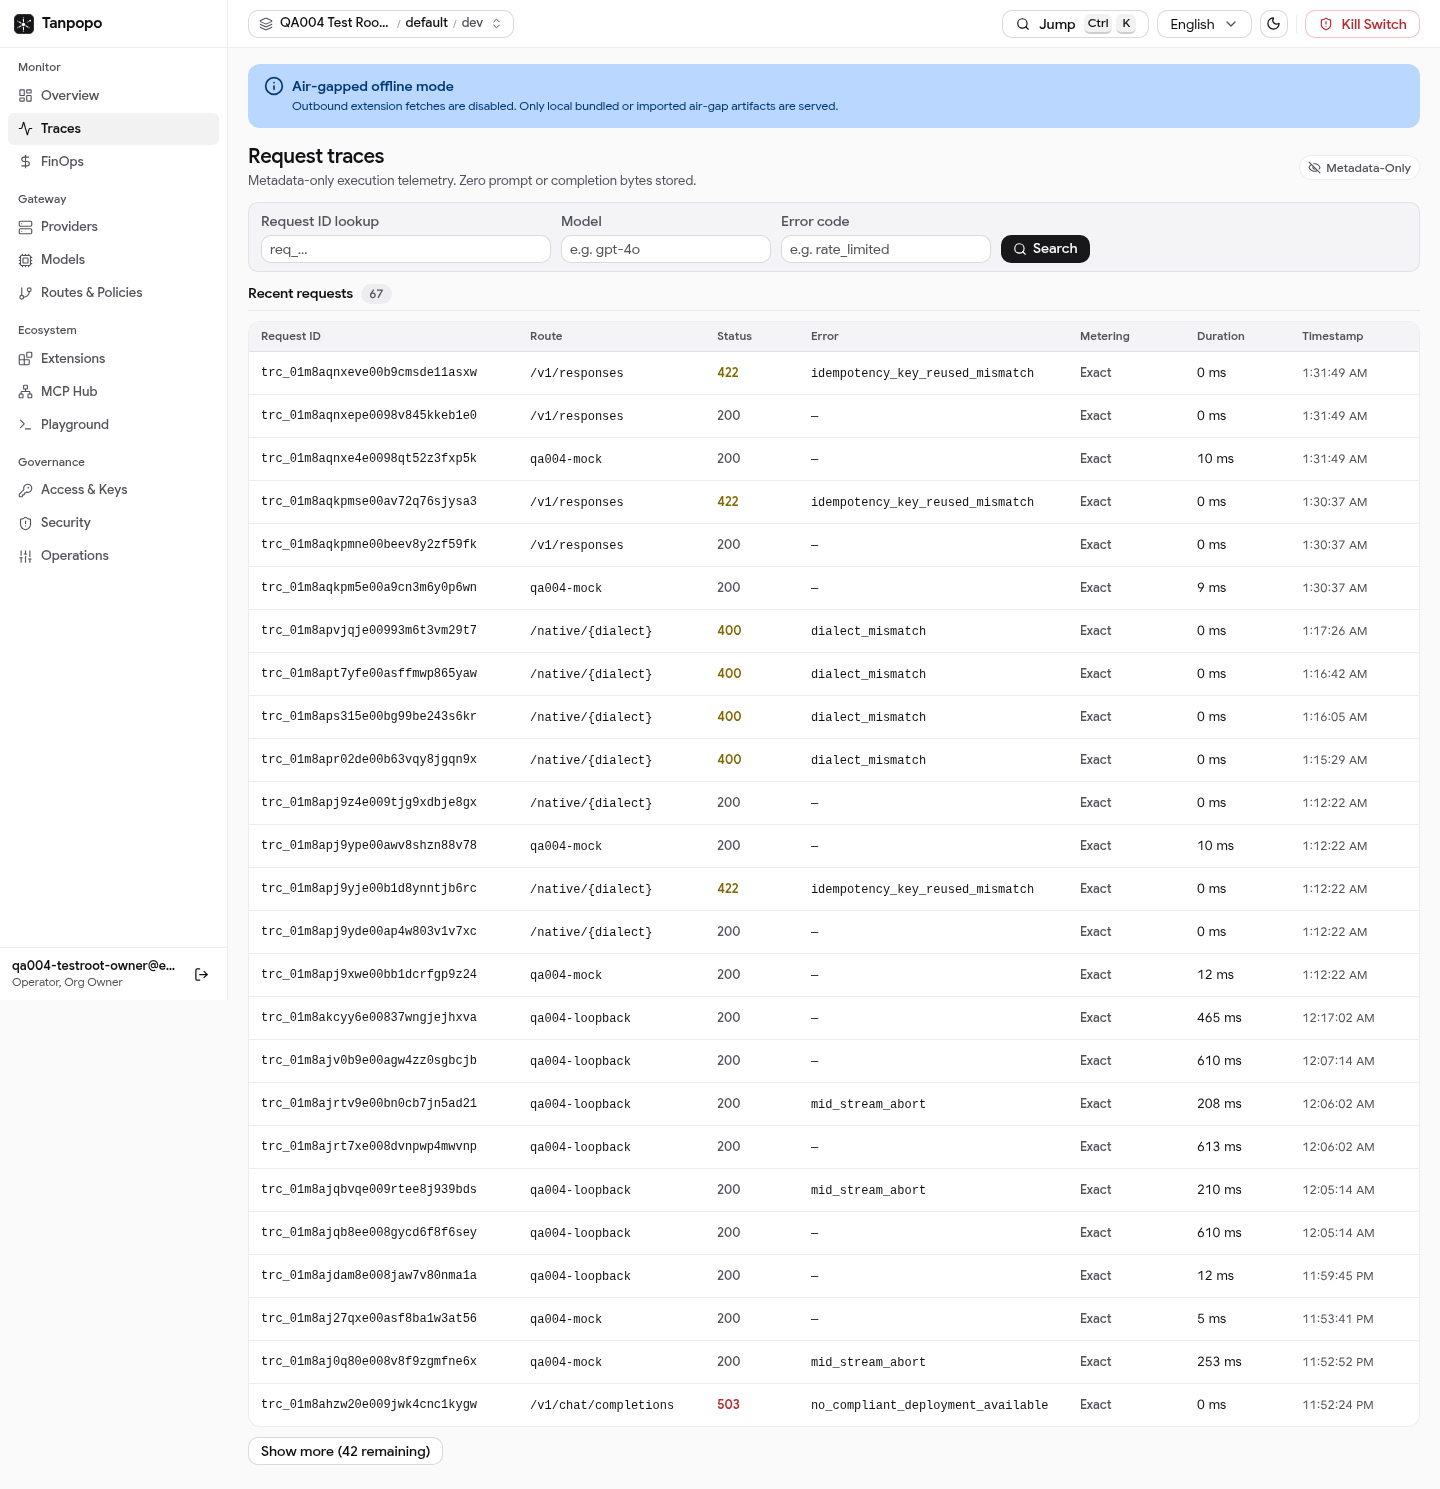 Tanpopo
QA004 Test Roo... / default / dev
Jump Ctrl K
English
Kill Switch
Monitor
Overview
Traces
FinOps
Gateway
Providers
Models
Routes & Policies
Ecosystem
Extensions
MCP Hub
Playground
Governance
Access & Keys
Security
Operations
qa004-testroot-owner@e...
Operator, Org Owner
Air-gapped offline mode
Outbound extension fetches are disabled. Only local bundled or imported air-gap artifacts are served.
Request traces
Metadata-only execution telemetry. Zero prompt or completion bytes stored.
Metadata-Only
Request ID lookup Model Error code
req_... e.g. gpt-4o e.g. rate_limited Search
Recent requests 67
Request ID Route Status Error Metering Duration Timestamp
trc_01m8aqnxeve00b9cmsde11asxw /v1/responses 422 idempotency_key_reused_mismatch Exact 0 ms 1:31:49 AM
trc_01m8aqnxepe0098v845kkeb1e0 /v1/responses 200 — Exact 0 ms 1:31:49 AM
trc_01m8aqnxe4e0098qt52z3fxp5k qa004-mock 200 — Exact 10 ms 1:31:49 AM
trc_01m8aqkpmse00av72q76sjysa3 /v1/responses 422 idempotency_key_reused_mismatch Exact 0 ms 1:30:37 AM
trc_01m8aqkpmne00beev8y2zf59fk /v1/responses 200 — Exact 0 ms 1:30:37 AM
trc_01m8aqkpm5e00a9cn3m6y0p6wn qa004-mock 200 — Exact 9 ms 1:30:37 AM
trc_01m8apvjqje00993m6t3vm29t7 /native/{dialect} 400 dialect_mismatch Exact 0 ms 1:17:26 AM
trc_01m8apt7yfe00asffmwp865yaw /native/{dialect} 400 dialect_mismatch Exact 0 ms 1:16:42 AM
trc_01m8aps315e00bg99be243s6kr /native/{dialect} 400 dialect_mismatch Exact 0 ms 1:16:05 AM
trc_01m8apr02de00b63vqy8jgqn9x /native/{dialect} 400 dialect_mismatch Exact 0 ms 1:15:29 AM
trc_01m8apj9z4e009tjg9xdbje8gx /native/{dialect} 200 — Exact 0 ms 1:12:22 AM
trc_01m8apj9ype00awv8shzn88v78 qa004-mock 200 — Exact 10 ms 1:12:22 AM
trc_01m8apj9yje00b1d8ynntjb6rc /native/{dialect} 422 idempotency_key_reused_mismatch Exact 0 ms 1:12:22 AM
trc_01m8apj9yde00ap4w803v1v7xc /native/{dialect} 200 — Exact 0 ms 1:12:22 AM
trc_01m8apj9xwe00bb1dcrfgp9z24 qa004-mock 200 — Exact 12 ms 1:12:22 AM
trc_01m8akcyy6e00837wngjejhxva qa004-loopback 200 — Exact 465 ms 12:17:02 AM
trc_01m8ajv0b9e00agw4zz0sgbcjb qa004-loopback 200 — Exact 610 ms 12:07:14 AM
trc_01m8ajrtv9e00bn0cb7jn5ad21 qa004-loopback 200 mid_stream_abort Exact 208 ms 12:06:02 AM
trc_01m8ajrt7xe008dvnpwp4mwvnp qa004-loopback 200 — Exact 613 ms 12:06:02 AM
trc_01m8ajqbvqe009rtee8j939bds qa004-loopback 200 mid_stream_abort Exact 210 ms 12:05:14 AM
trc_01m8ajqb8ee008gycd6f8f6sey qa004-loopback 200 — Exact 610 ms 12:05:14 AM
trc_01m8ajdam8e008jaw7v80nma1a qa004-loopback 200 — Exact 12 ms 11:59:45 PM
trc_01m8aj27qxe00asf8ba1w3at56 qa004-mock 200 — Exact 5 ms 11:53:41 PM
trc_01m8aj0q80e008v8f9zgmfne6x qa004-mock 200 mid_stream_abort Exact 253 ms 11:52:52 PM
trc_01m8ahzw20e009jwk4cnc1kygw /v1/chat/completions 503 no_compliant_deployment_available Exact 0 ms 11:52:24 PM
Show more (42 remaining)